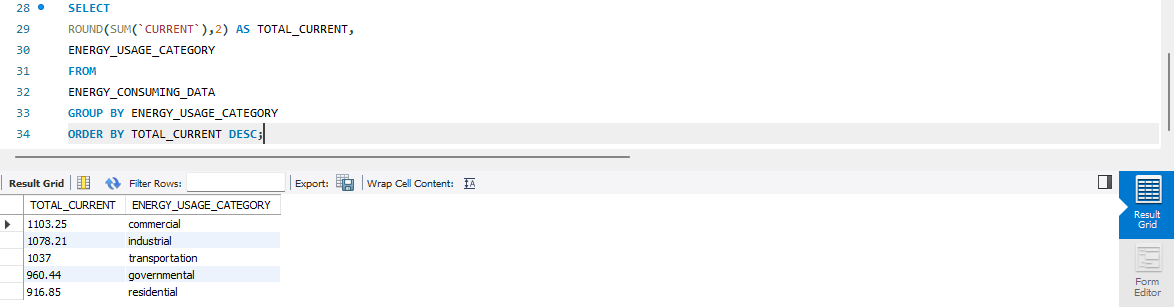 28 SELECT
29 ROUND(SUM(`CURRENT`),2) AS TOTAL_CURRENT,
30 ENERGY_USAGE_CATEGORY
31 FROM
32 ENERGY_CONSUMING_DATA
33 GROUP BY ENERGY_USAGE_CATEGORY
34 ORDER BY TOTAL_CURRENT DESC;
Result Grid Filter Rows: Export: Wrap Cell Content: IA
TOTAL_CURRENT ENERGY_USAGE_CATEGORY
1103.25 commercial
1078.21 industrial
1037 transportation
960.44 governmental
916.85 residential
Result
Grid
Form
Editor